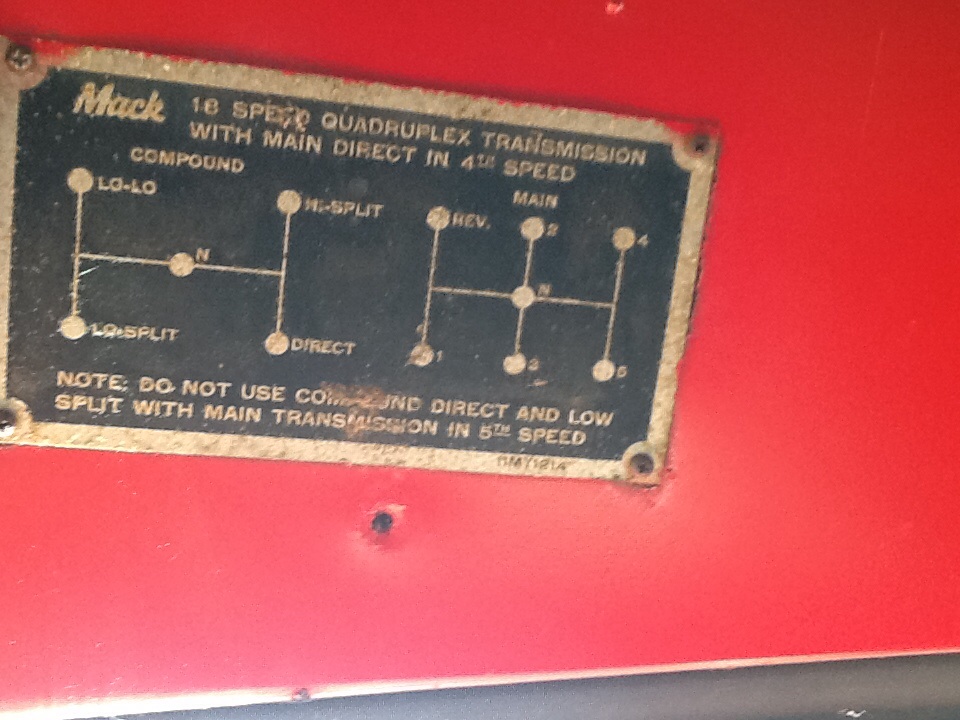 Mack 18 SPEED QUADRUPLEX TRANSMISSION
WITH MAIN DIRECT IN 4TH SPEED
COMPOUND
MAIN
LO-LO
HI-SPLIT
REV.
2
4
N
N
LO-SPLIT
DIRECT
1
3
5
NOTE: DO NOT USE COMPOUND DIRECT AND LOW
SPLIT WITH MAIN TRANSMISSION IN 5TH SPEED